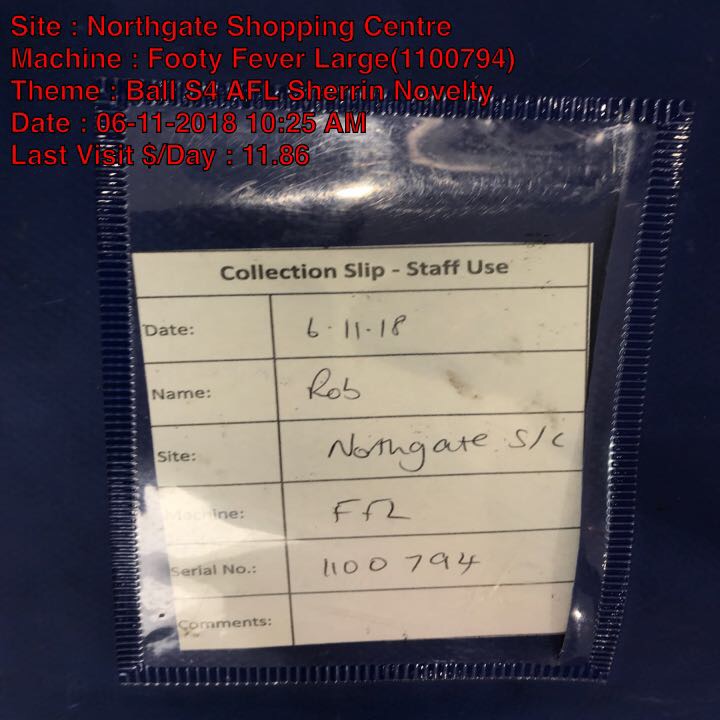 Site : Northgate Shopping Centre
Machine : Footy Fever Large(1100794)
Theme : Ball S4 AFL Sherrin Novelty
Date : 06-11-2018 10:25 AM
Last Visit $/Day : 11.86
Collection Slip - Staff Use
Date: 6.11.18
Name: Rob
Site: Northgate S/C
Machine: FfL
Serial No.: 1100794
Comments: